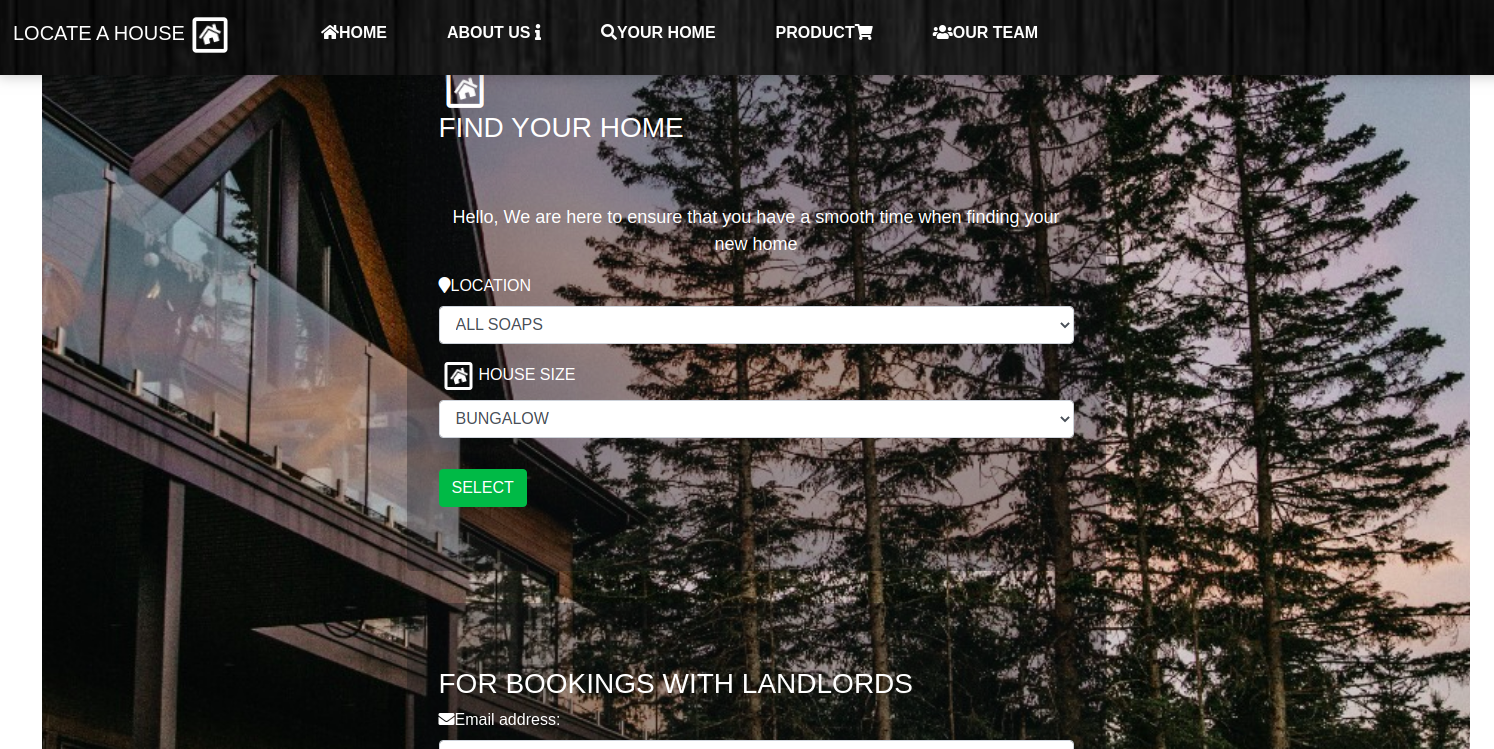 LOCATE A HOUSE
HOME
ABOUT US
YOUR HOME
PRODUCT
OUR TEAM
FIND YOUR HOME
Hello, We are here to ensure that you have a smooth time when finding your
new home
LOCATION
ALL SOAPS
HOUSE SIZE
BUNGALOW
SELECT
FOR BOOKINGS WITH LANDLORDS
Email address: